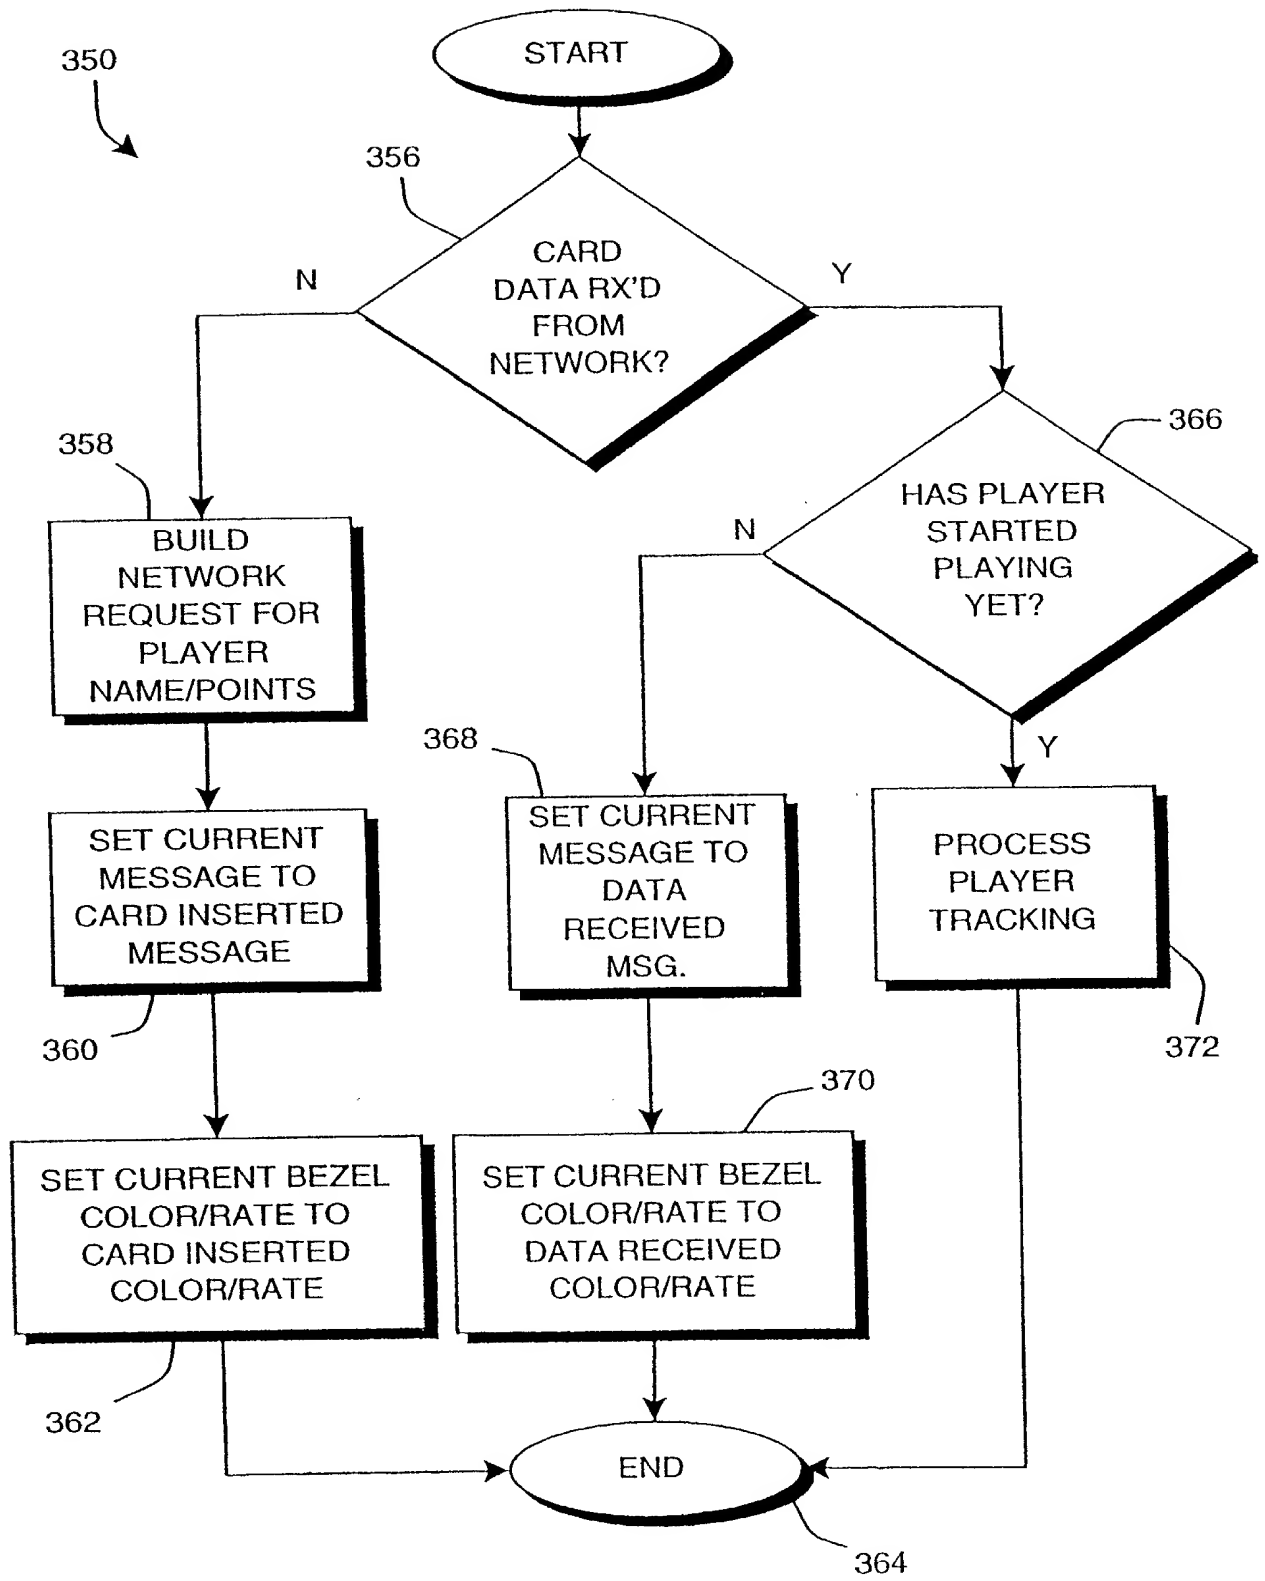 START
350
356
CARD
DATA RX'D
FROM
NETWORK?
N
Y
366
HAS PLAYER
STARTED
PLAYING
YET?
N
Y
358
BUILD
NETWORK
REQUEST FOR
PLAYER
NAME/POINTS
368
SET CURRENT
MESSAGE TO
DATA
RECEIVED
MSG.
PROCESS
PLAYER
TRACKING
372
SET CURRENT
MESSAGE TO
CARD INSERTED
MESSAGE
360
370
SET CURRENT BEZEL
COLOR/RATE TO
CARD INSERTED
COLOR/RATE
362
SET CURRENT BEZEL
COLOR/RATE TO
DATA RECEIVED
COLOR/RATE
END
364